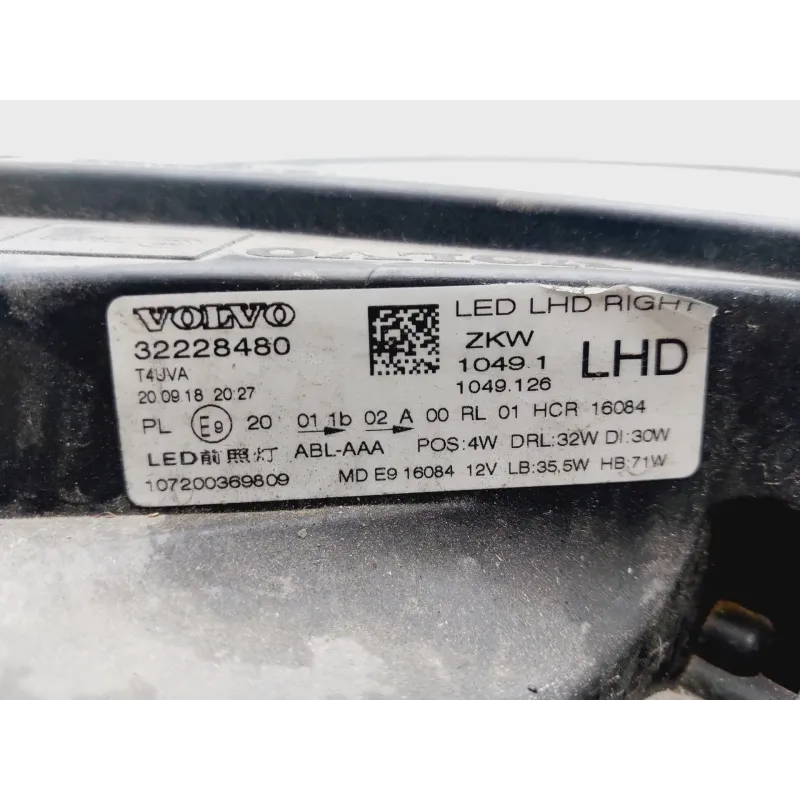 VOLVO
32228480
T4UVA
20.09.18 20:27
LED LHD RIGHT
ZKW
1049.1
1049.126
LHD
PL E9 20 01 1b 02 A 00 RL 01 HCR 16084
LED前照灯 ABL-AAA POS:4W DRL:32W DI:30W
107200369809 MD E9 16084 12V LB:35,5W HB:71W
VOLVO